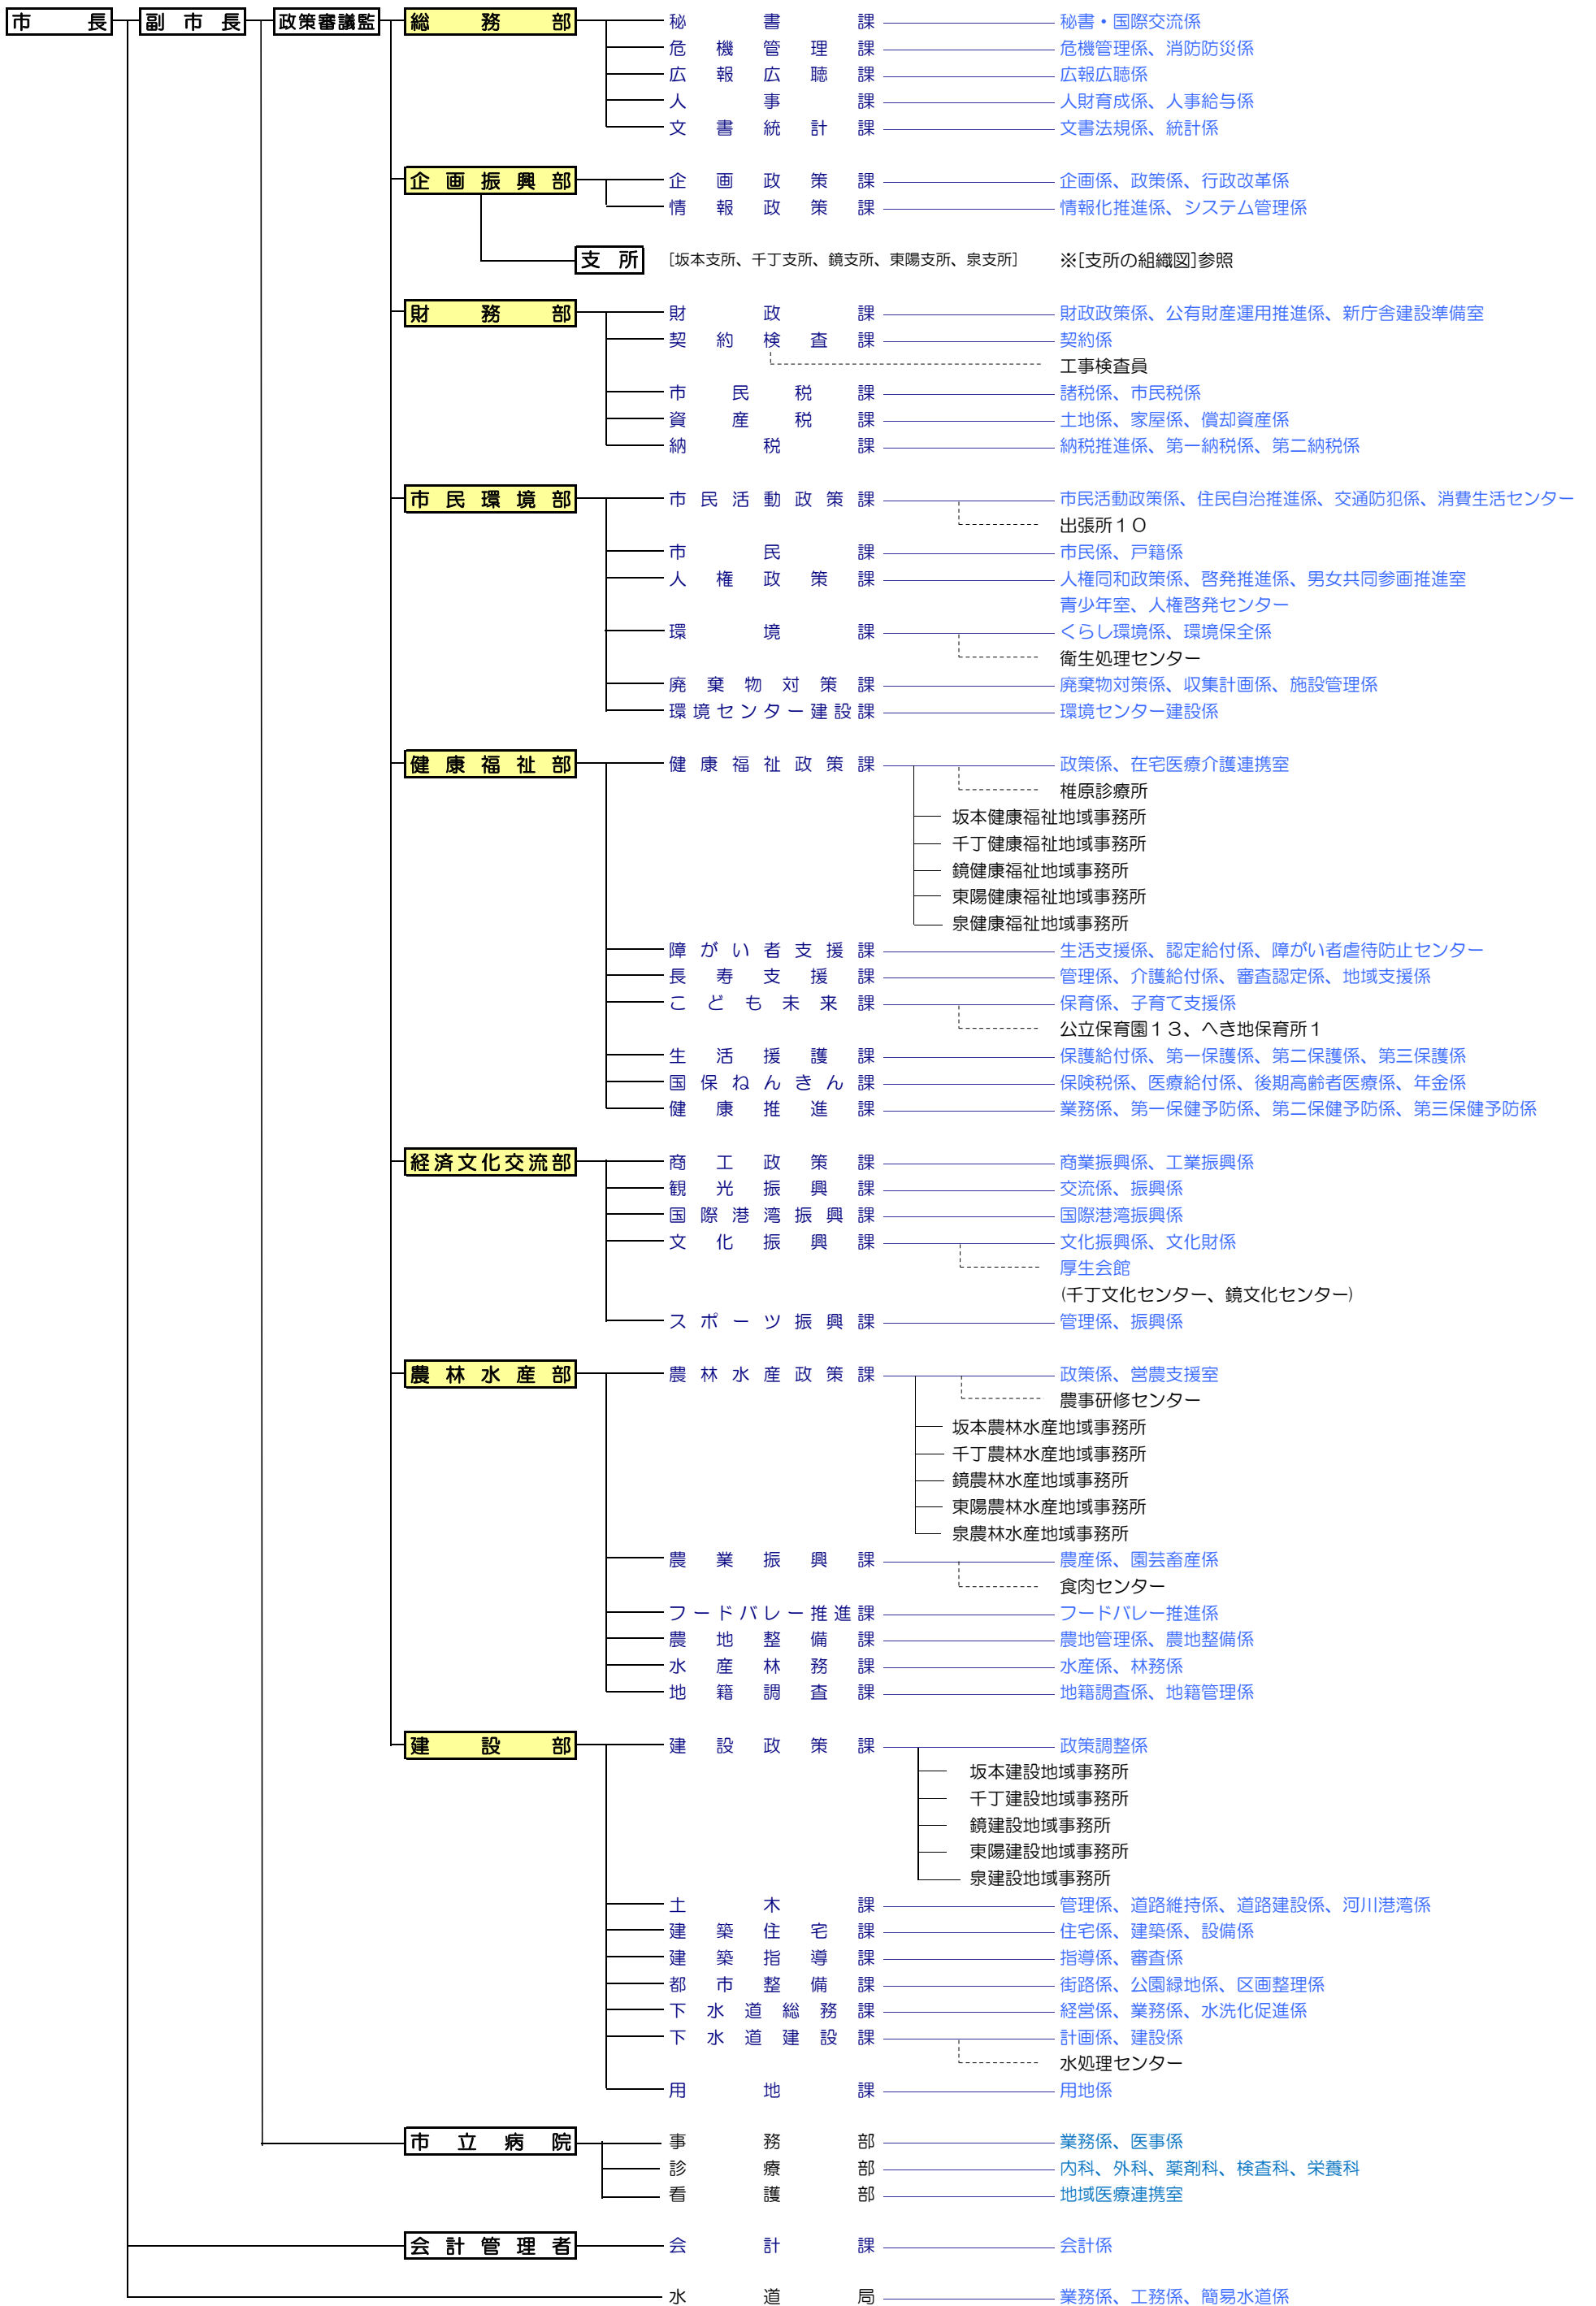 市長 副市長 政策審議監 総務部 秘書課 秘書・国際交流係
危機管理課 危機管理係、消防防災係
広報広聴課 広報広聴係
人事課 人財育成係、人事給与係
文書統計課 文書法規係、統計係
企画振興部 企画政策課 企画係、政策係、行政改革係
情報政策課 情報化推進係、システム管理係
支所 [坂本支所、千丁支所、鏡支所、東陽支所、泉支所] ※[支所の組織図]参照
財務部 財政課 財政政策係、公有財産運用推進係、新庁舎建設準備室
契約検査課 契約係
工事検査員
市民税課 諸税係、市民税係
資産税課 土地係、家屋係、償却資産係
納税課 納税推進係、第一納税係、第二納税係
市民環境部 市民活動政策課 市民活動政策係、住民自治推進係、交通防犯係、消費生活センター
出張所１０
市民課 市民係、戸籍係
人権政策課 人権同和政策係、啓発推進係、男女共同参画推進室
青少年室、人権啓発センター
環境課 くらし環境係、環境保全係
衛生処理センター
廃棄物対策課 廃棄物対策係、収集計画係、施設管理係
環境センター建設課 環境センター建設係
健康福祉部 健康福祉政策課 政策係、在宅医療介護連携室
椎原診療所
坂本健康福祉地域事務所
千丁健康福祉地域事務所
鏡健康福祉地域事務所
東陽健康福祉地域事務所
泉健康福祉地域事務所
障がい者支援課 生活支援係、認定給付係、障がい者虐待防止センター
長寿支援課 管理係、介護給付係、審査認定係、地域支援係
こども未来課 保育係、子育て支援係
公立保育園１３、へき地保育所１
生活援護課 保護給付係、第一保護係、第二保護係、第三保護係
国保ねんきん課 保険税係、医療給付係、後期高齢者医療係、年金係
健康推進課 業務係、第一保健予防係、第二保健予防係、第三保健予防係
経済文化交流部 商工政策課 商業振興係、工業振興係
観光振興課 交流係、振興係
国際港湾振興課 国際港湾振興係
文化振興課 文化振興係、文化財係
厚生会館
(千丁文化センター、鏡文化センター)
スポーツ振興課 管理係、振興係
農林水産部 農林水産政策課 政策係、営農支援室
農事研修センター
坂本農林水産地域事務所
千丁農林水産地域事務所
鏡農林水産地域事務所
東陽農林水産地域事務所
泉農林水産地域事務所
農業振興課 農産係、園芸畜産係
食肉センター
フードバレー推進課 フードバレー推進係
農地整備課 農地管理係、農地整備係
水産林務課 水産係、林務係
地籍調査課 地籍調査係、地籍管理係
建設部 建設政策課 政策調整係
坂本建設地域事務所
千丁建設地域事務所
鏡建設地域事務所
東陽建設地域事務所
泉建設地域事務所
土木課 管理係、道路維持係、道路建設係、河川港湾係
建築住宅課 住宅係、建築係、設備係
建築指導課 指導係、審査係
都市整備課 街路係、公園緑地係、区画整理係
下水道総務課 経営係、業務係、水洗化促進係
下水道建設課 計画係、建設係
水処理センター
用地課 用地係
市立病院 事務部 業務係、医事係
診療部 内科、外科、薬剤科、検査科、栄養科
看護部 地域医療連携室
会計管理者 会計課 会計係
水道局 業務係、工務係、簡易水道係